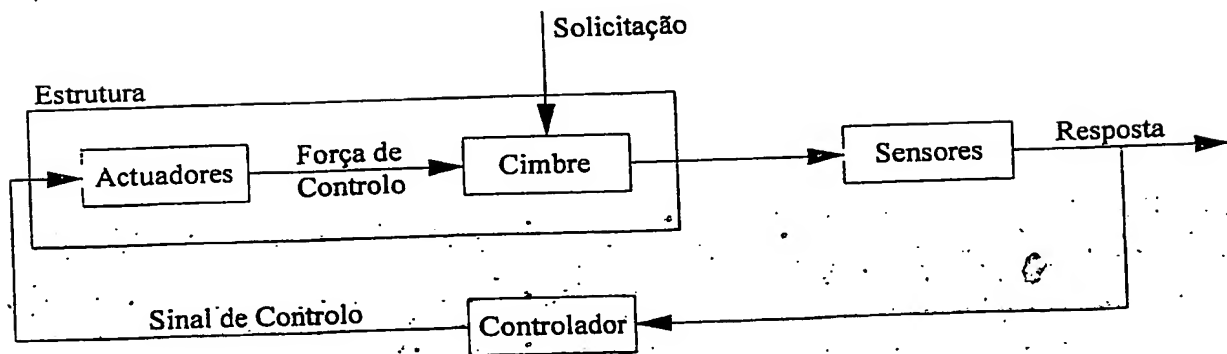 Solicitação
Estrutura
Actuadores
Força de
Controlo
Cimbre
Sensores
Resposta
Sinal de Controlo
Controlador